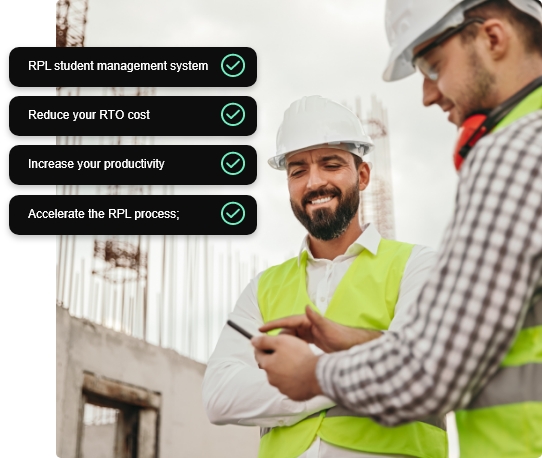 RPL student management system
Reduce your RTO cost
Increase your productivity
Accelerate the RPL process;